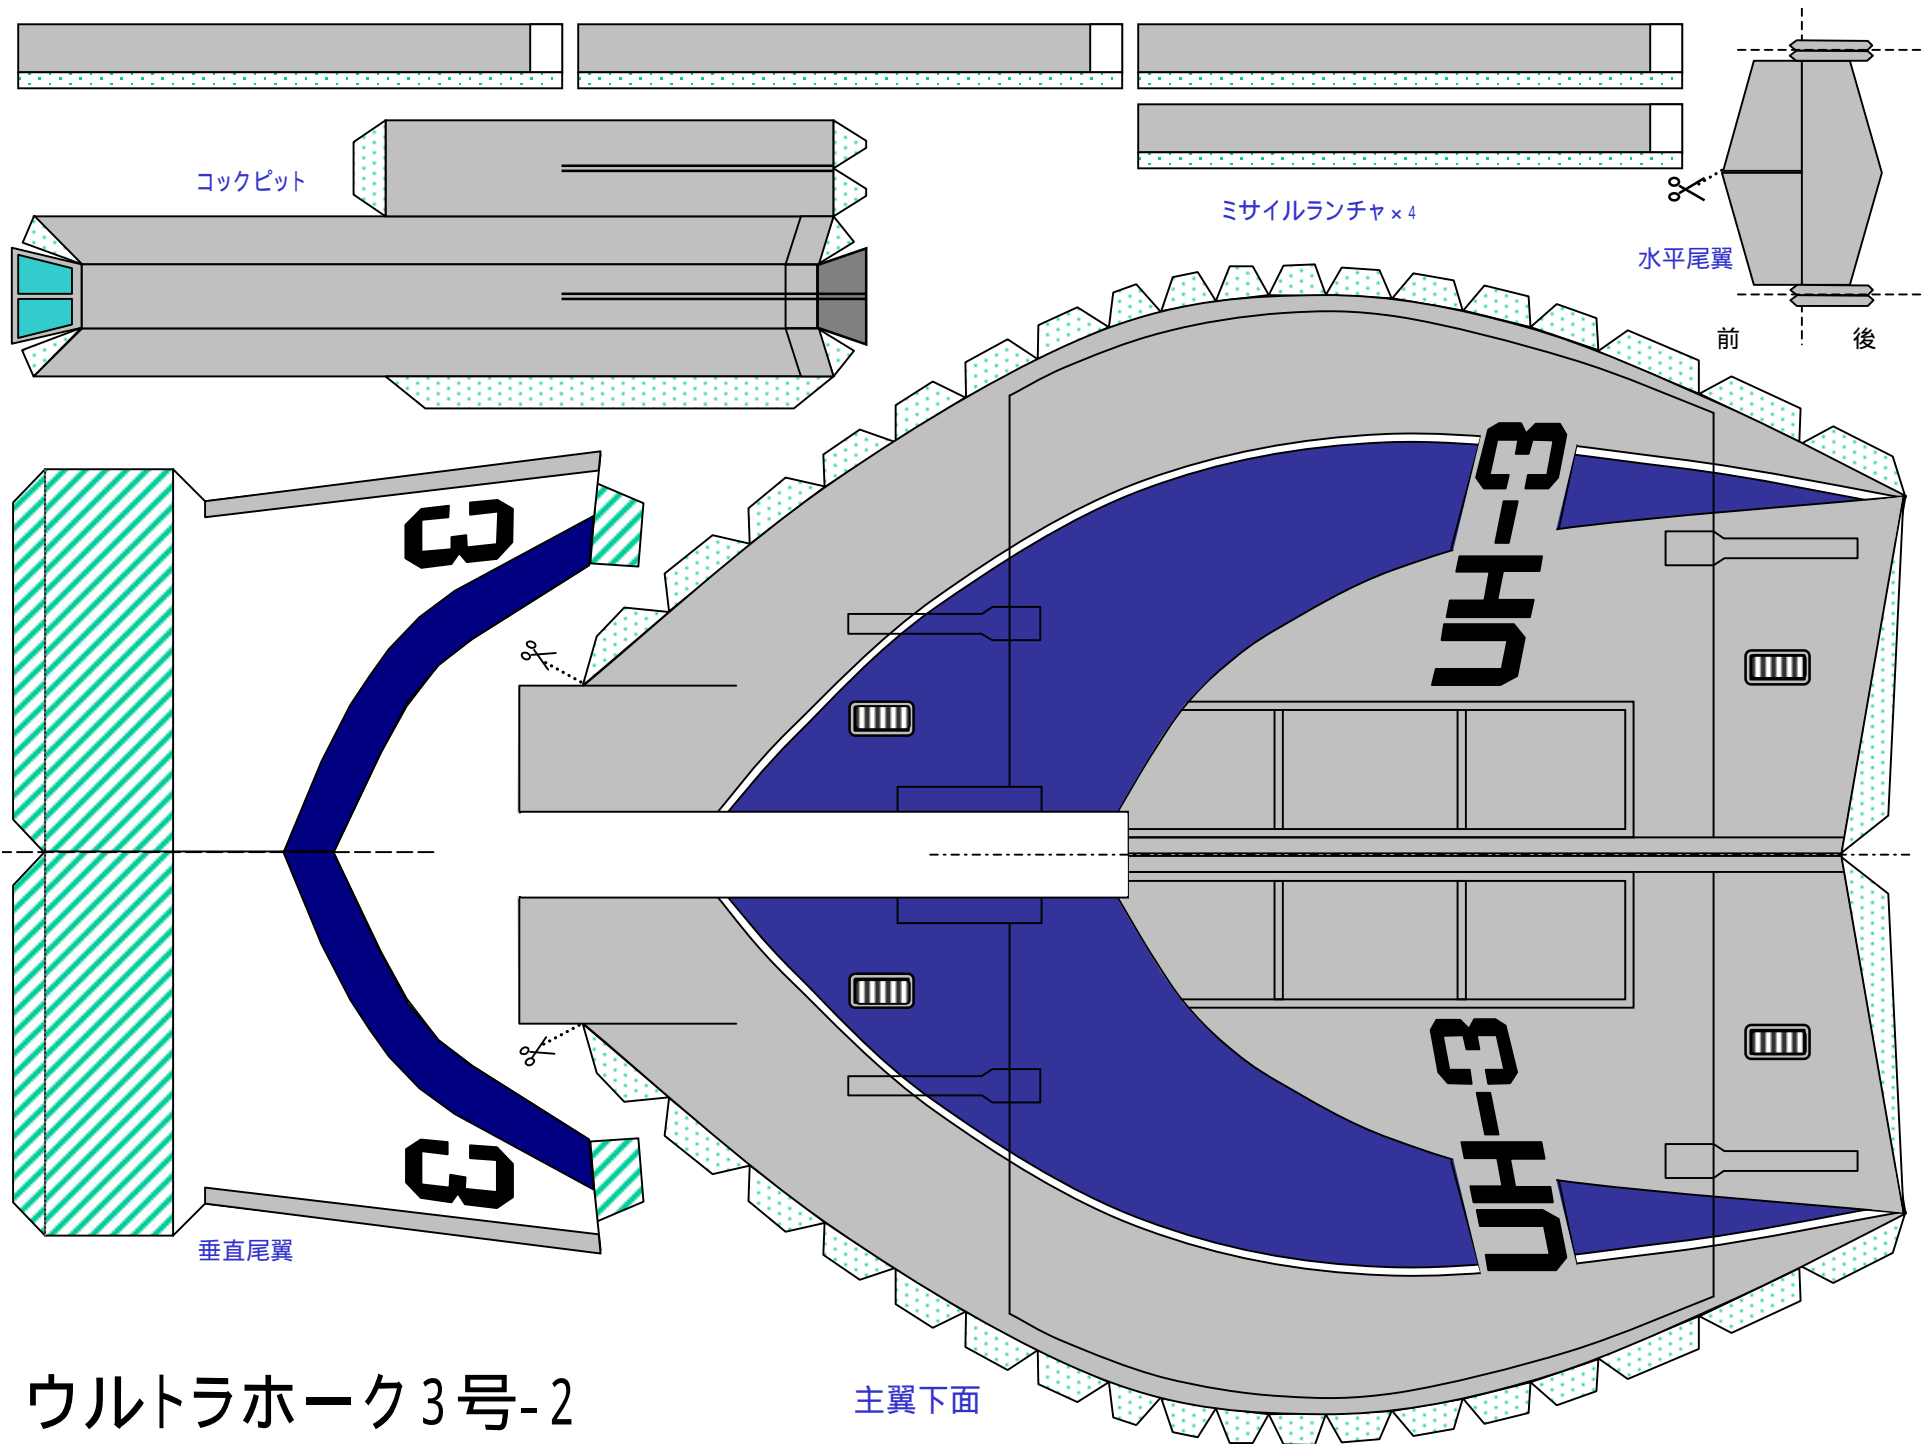 コックピット
ミサイルランチャ×4
水平尾翼
前
後
3
UH-3
3
UH-3
垂直尾翼
ウルトラホーク3号-2
主翼下面